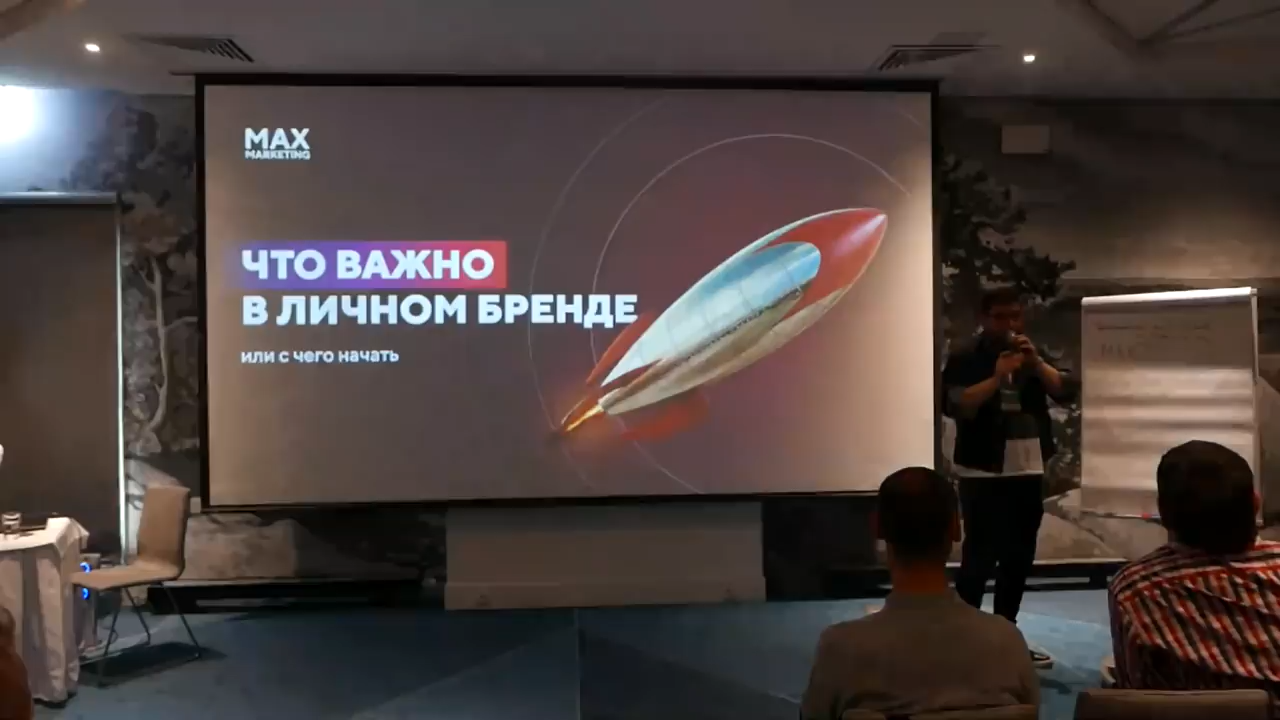 MAX
MARKETING
ЧТО ВАЖНО
В ЛИЧНОМ БРЕНДЕ
или с чего начать